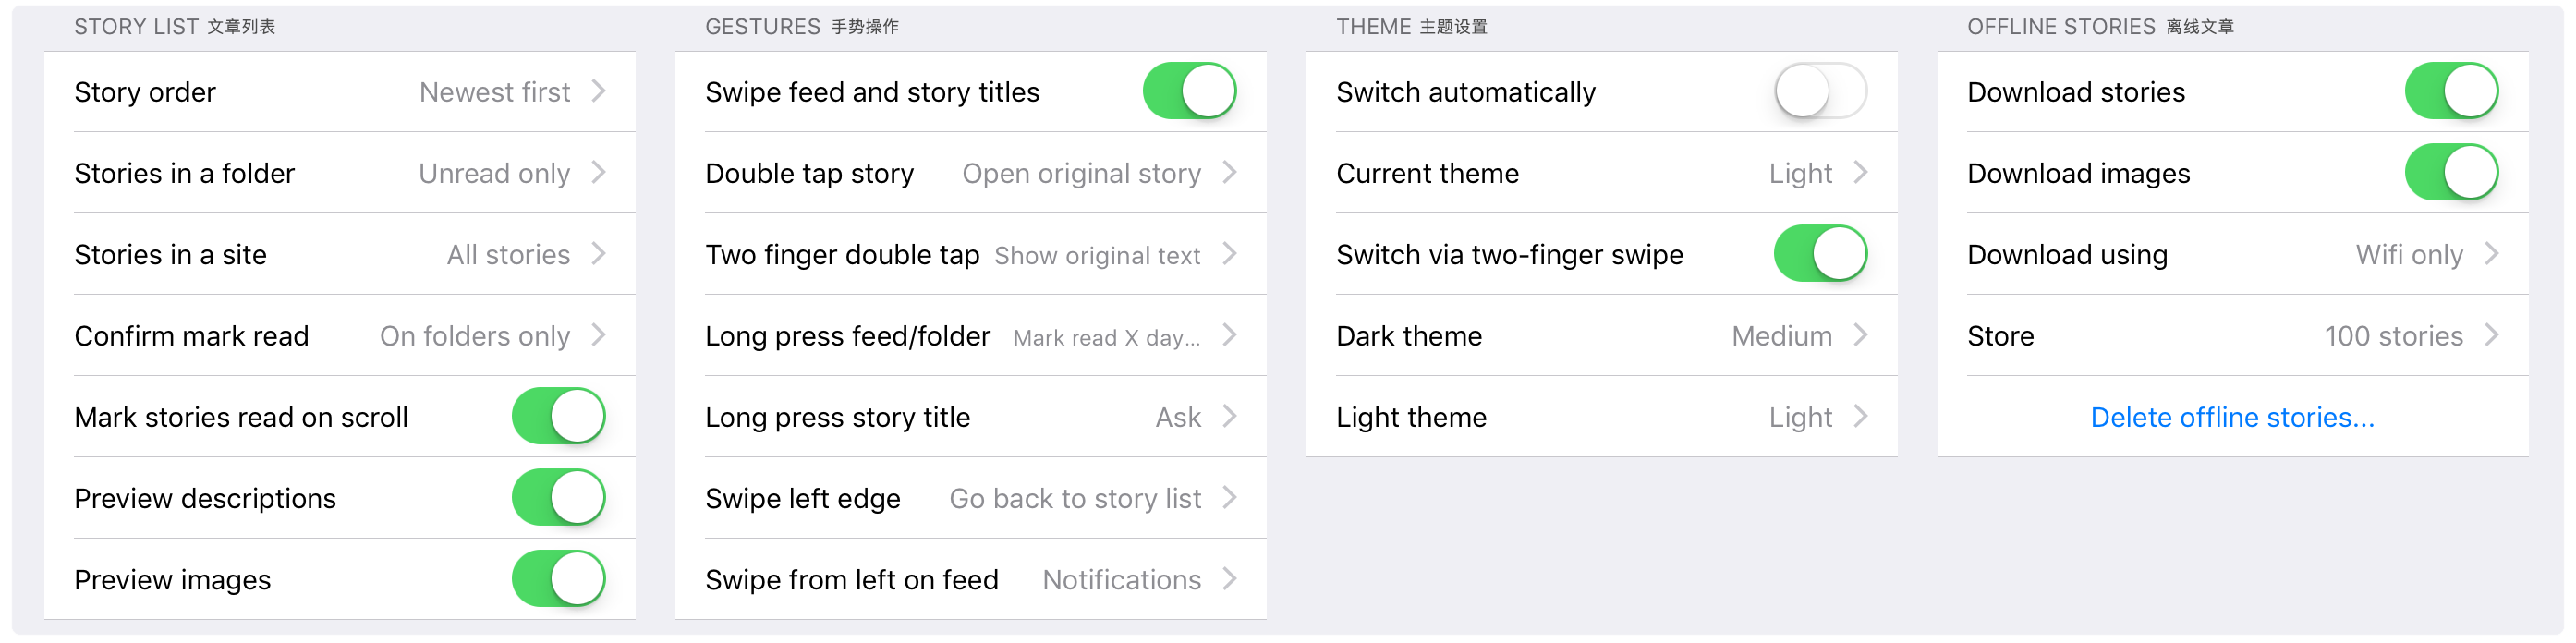 STORY LIST 文章列表
Story order Newest first
Stories in a folder Unread only
Stories in a site All stories
Confirm mark read On folders only
Mark stories read on scroll
Preview descriptions
Preview images
GESTURES 手势操作
Swipe feed and story titles
Double tap story Open original story
Two finger double tap Show original text
Long press feed/folder Mark read X day...
Long press story title Ask
Swipe left edge Go back to story list
Swipe from left on feed Notifications
THEME 主题设置
Switch automatically
Current theme Light
Switch via two-finger swipe
Dark theme Medium
Light theme Light
OFFLINE STORIES 离线文章
Download stories
Download images
Download using Wifi only
Store 100 stories
Delete offline stories...